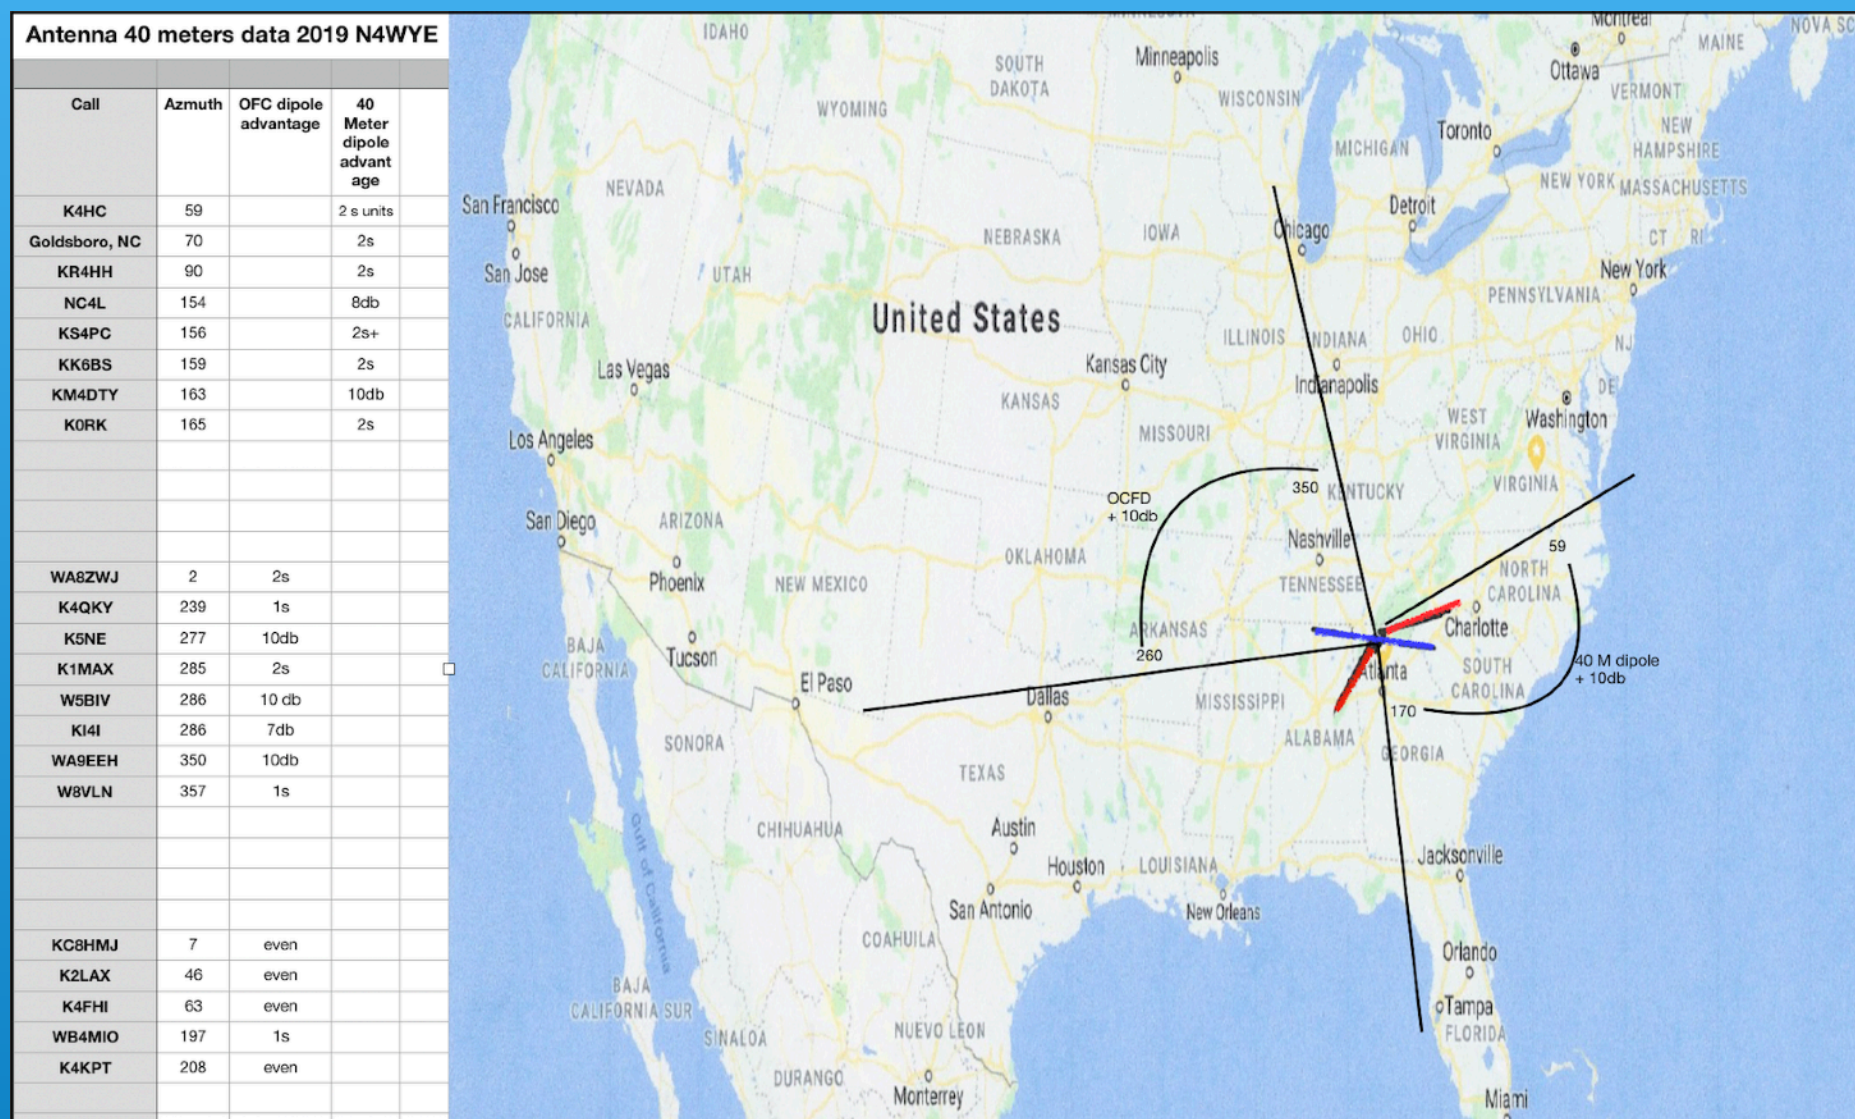 Antenna 40 meters data 2019 N4WYE
Call Azmuth OFC dipole advantage 40 Meter dipole advant age
K4HC 59 2 s units
Goldsboro, NC 70 2s
KR4HH 90 2s
NC4L 154 8db
KS4PC 156 2s+
KK6BS 159 2s
KM4DTY 163 10db
K0RK 165 2s
WA8ZWJ 2 2s
K4QKY 239 1s
K5NE 277 10db
K1MAX 285 2s
W5BIV 286 10 db
KI4I 286 7db
WA9EEH 350 10db
W8VLN 357 1s
KC8HMJ 7 even
K2LAX 46 even
K4FHI 63 even
WB4MIO 197 1s
K4KPT 208 even
MINNESOTA
Montreal
NOVA SC
IDAHO
MAINE
Minneapolis
Ottawa
SOUTH
DAKOTA
WISCONSIN
VERMONT
WYOMING
Toronto
NEW
HAMPSHIRE
MICHIGAN
NEW YORK
MASSACHUSETTS
NEVADA
San Francisco
Detroit
Chicago
NEBRASKA
IOWA
CT
RI
San Jose
UTAH
New York
PENNSYLVANIA
CALIFORNIA
United States
ILLINOIS
INDIANA
OHIO
NJ
Las Vegas
Kansas City
Indianapolis
DE
KANSAS
WEST
VIRGINIA
Washington
MISSOURI
Los Angeles
OCFD
+ 10db
350
KENTUCKY
VIRGINIA
San Diego
ARIZONA
Nashville
59
OKLAHOMA
Phoenix
NEW MEXICO
TENNESSEE
NORTH
CAROLINA
ARKANSAS
Charlotte
BAJA
CALIFORNIA
Tucson
260
Atlanta
SOUTH
CAROLINA
40 M dipole
+ 10db
El Paso
Dallas
MISSISSIPPI
170
SONORA
ALABAMA
GEORGIA
TEXAS
CHIHUAHUA
Austin
Gulf of California
Houston
LOUISIANA
Jacksonville
San Antonio
New Orleans
COAHUILA
Orlando
BAJA
CALIFORNIA SUR
Tampa
SINALOA
NUEVO LEON
FLORIDA
DURANGO
Monterrey
Miami